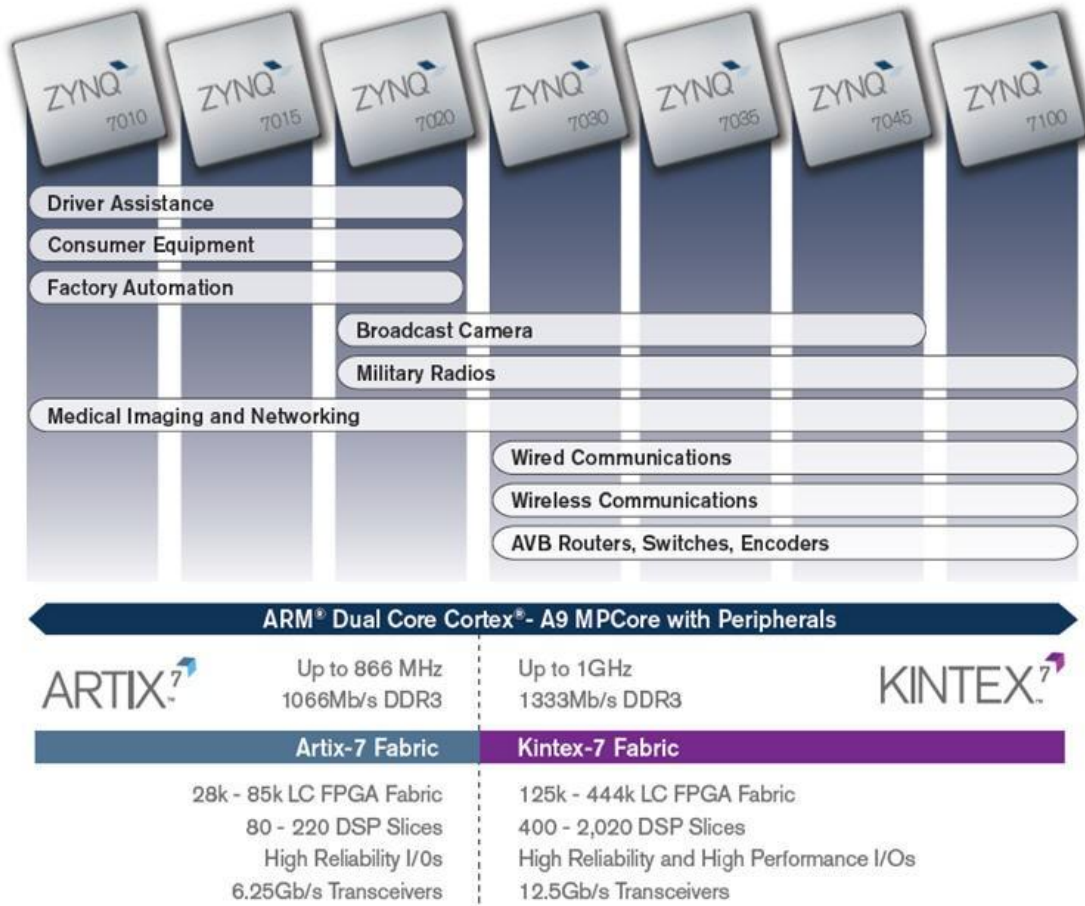 ZYNQ 7010
ZYNQ 7015
ZYNQ 7020
ZYNQ 7030
ZYNQ 7035
ZYNQ 7045
ZYNQ 7100
Driver Assistance
Consumer Equipment
Factory Automation
Broadcast Camera
Military Radios
Medical Imaging and Networking
Wired Communications
Wireless Communications
AVB Routers, Switches, Encoders
ARM® Dual Core Cortex®- A9 MPCore with Peripherals
ARTIX.7™
Up to 866 MHz
1066Mb/s DDR3
Up to 1GHz
1333Mb/s DDR3
KINTEX.7™
Artix-7 Fabric
Kintex-7 Fabric
28k - 85k LC FPGA Fabric
80 - 220 DSP Slices
High Reliability I/0s
6.25Gb/s Transceivers
125k - 444k LC FPGA Fabric
400 - 2,020 DSP Slices
High Reliability and High Performance I/Os
12.5Gb/s Transceivers